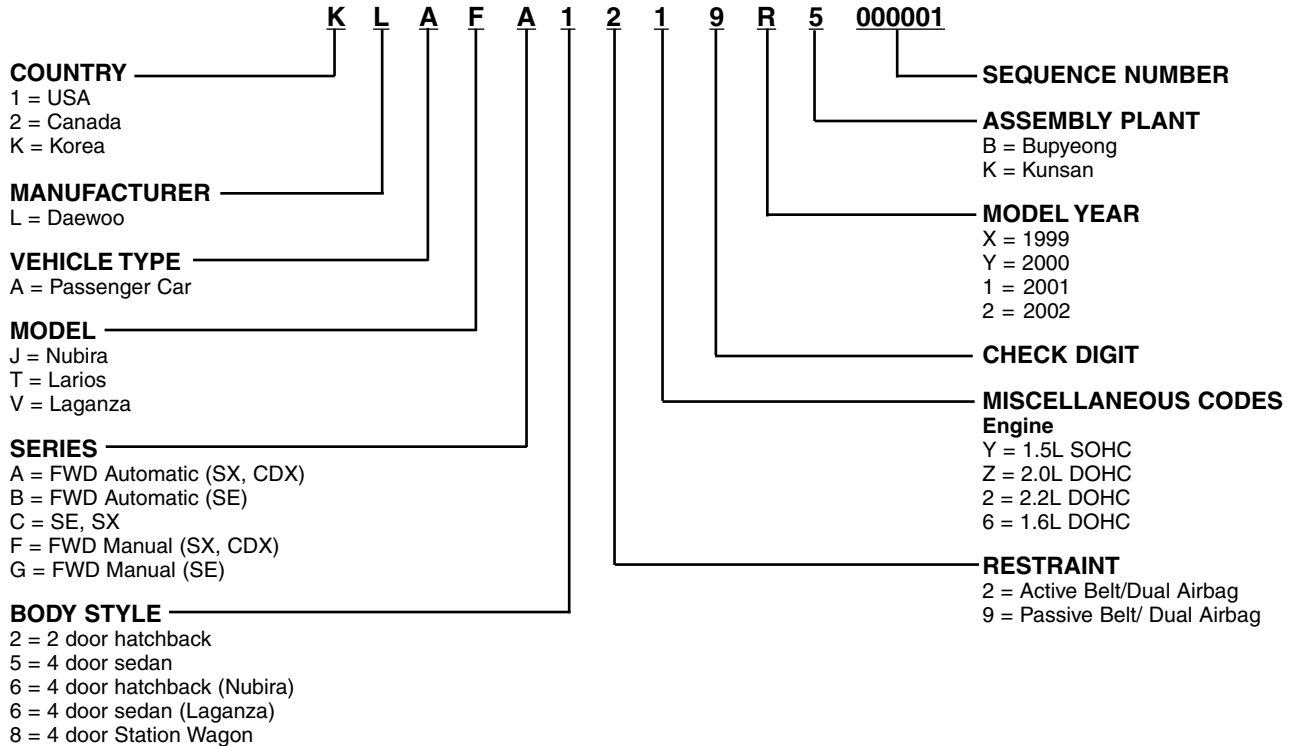 K L A F A 1 2 1 9 R 5 000001
COUNTRY
1 = USA
2 = Canada
K = Korea
MANUFACTURER
L = Daewoo
VEHICLE TYPE
A = Passenger Car
MODEL
J = Nubira
T = Larios
V = Laganza
SERIES
A = FWD Automatic (SX, CDX)
B = FWD Automatic (SE)
C = SE, SX
F = FWD Manual (SX, CDX)
G = FWD Manual (SE)
BODY STYLE
2 = 2 door hatchback
5 = 4 door sedan
6 = 4 door hatchback (Nubira)
6 = 4 door sedan (Laganza)
8 = 4 door Station Wagon
SEQUENCE NUMBER
ASSEMBLY PLANT
B = Bupyeong
K = Kunsan
MODEL YEAR
X = 1999
Y = 2000
1 = 2001
2 = 2002
CHECK DIGIT
MISCELLANEOUS CODES
Engine
Y = 1.5L SOHC
Z = 2.0L DOHC
2 = 2.2L DOHC
6 = 1.6L DOHC
RESTRAINT
2 = Active Belt/Dual Airbag
9 = Passive Belt/ Dual Airbag